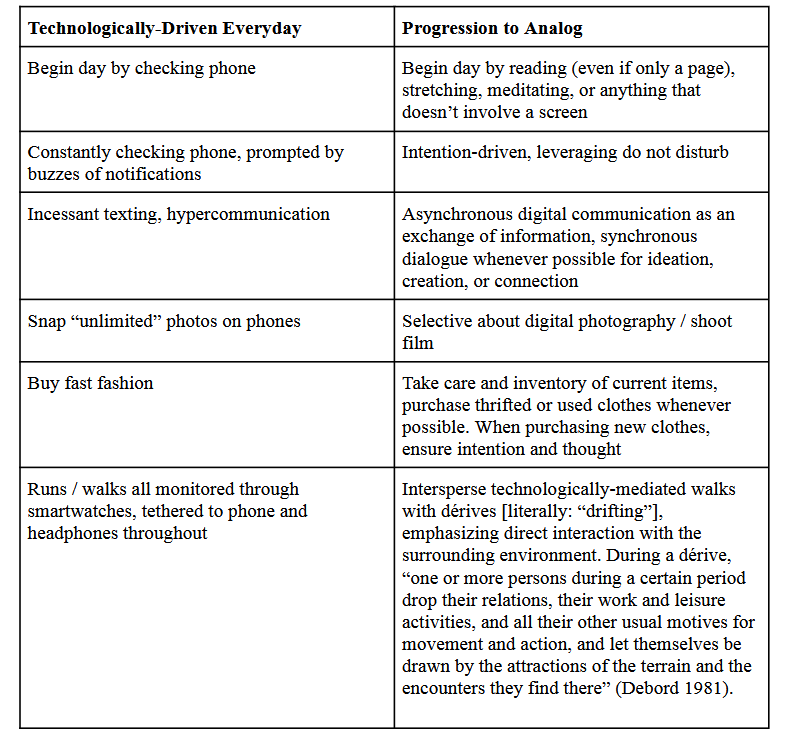 Technologically-Driven Everyday
Progression to Analog
Begin day by checking phone
Begin day by reading (even if only a page),
stretching, meditating, or anything that
doesn’t involve a screen
Constantly checking phone, prompted by
buzzes of notifications
Intention-driven, leveraging do not disturb
Incessant texting, hypercommunication
Asynchronous digital communication as an
exchange of information, synchronous
dialogue whenever possible for ideation,
creation, or connection
Snap “unlimited” photos on phones
Selective about digital photography / shoot
film
Buy fast fashion
Take care and inventory of current items,
purchase thrifted or used clothes whenever
possible. When purchasing new clothes,
ensure intention and thought
Runs / walks all monitored through
smartwatches, tethered to phone and
headphones throughout
Intersperse technologically-mediated walks
with dérives [literally: “drifting”],
emphasizing direct interaction with the
surrounding environment. During a dérive,
“one or more persons during a certain period
drop their relations, their work and leisure
activities, and all their other usual motives for
movement and action, and let themselves be
drawn by the attractions of the terrain and the
encounters they find there” (Debord 1981).